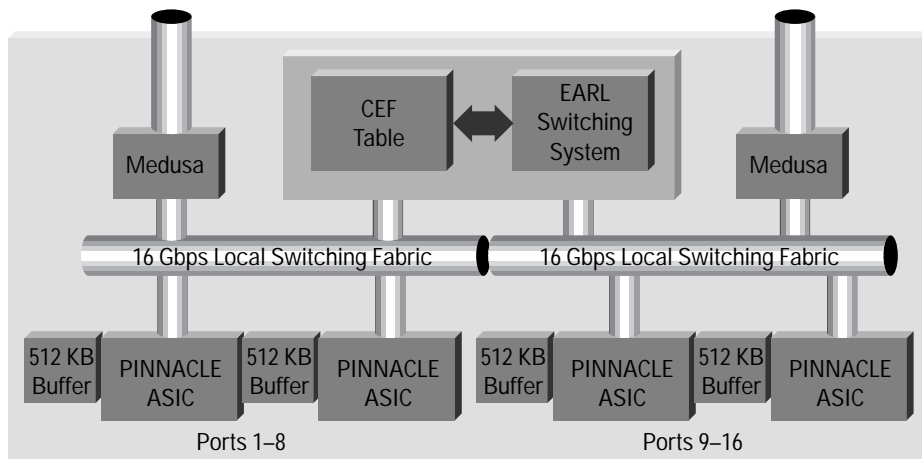 CEF
Table
EARL
Switching
System
Medusa
Medusa
16 Gbps Local Switching Fabric
16 Gbps Local Switching Fabric
512 KB
Buffer
PINNACLE
ASIC
512 KB
Buffer
PINNACLE
ASIC
512 KB
Buffer
PINNACLE
ASIC
512 KB
Buffer
PINNACLE
ASIC
Ports 1–8
Ports 9–16